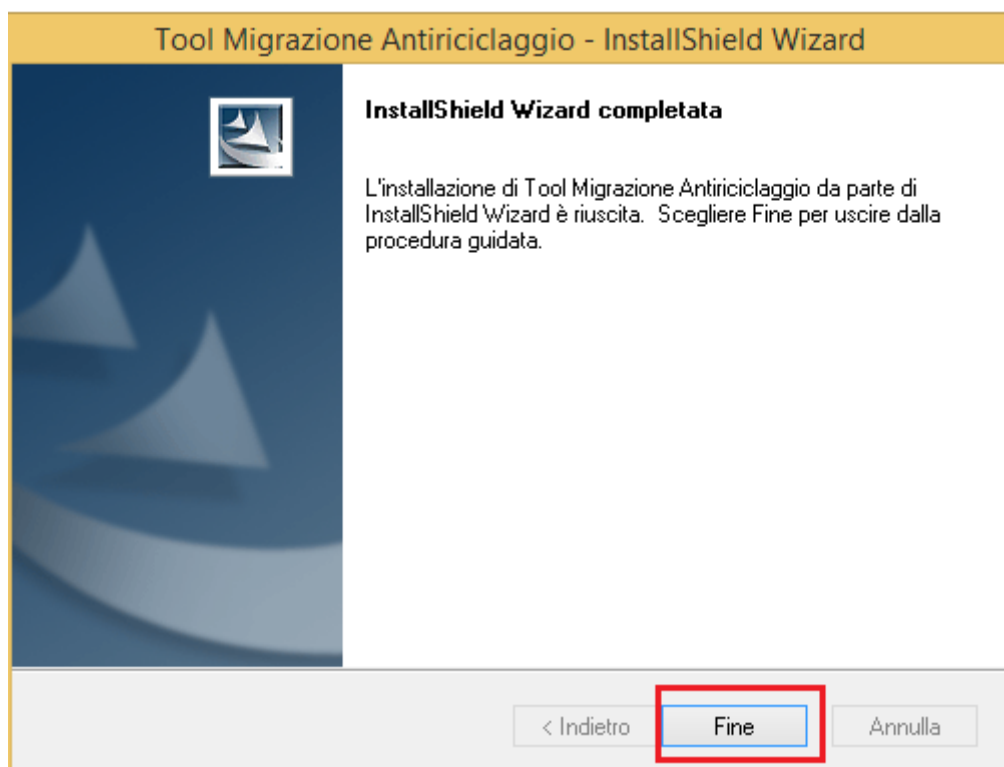 Tool Migrazione Antiriciclaggio - InstallShield Wizard
InstallShield Wizard completata
L'installazione di Tool Migrazione Antiriciclaggio da parte di
InstallShield Wizard è riuscita.  Scegliere Fine per uscire dalla
procedura guidata.
< Indietro
Fine
Annulla